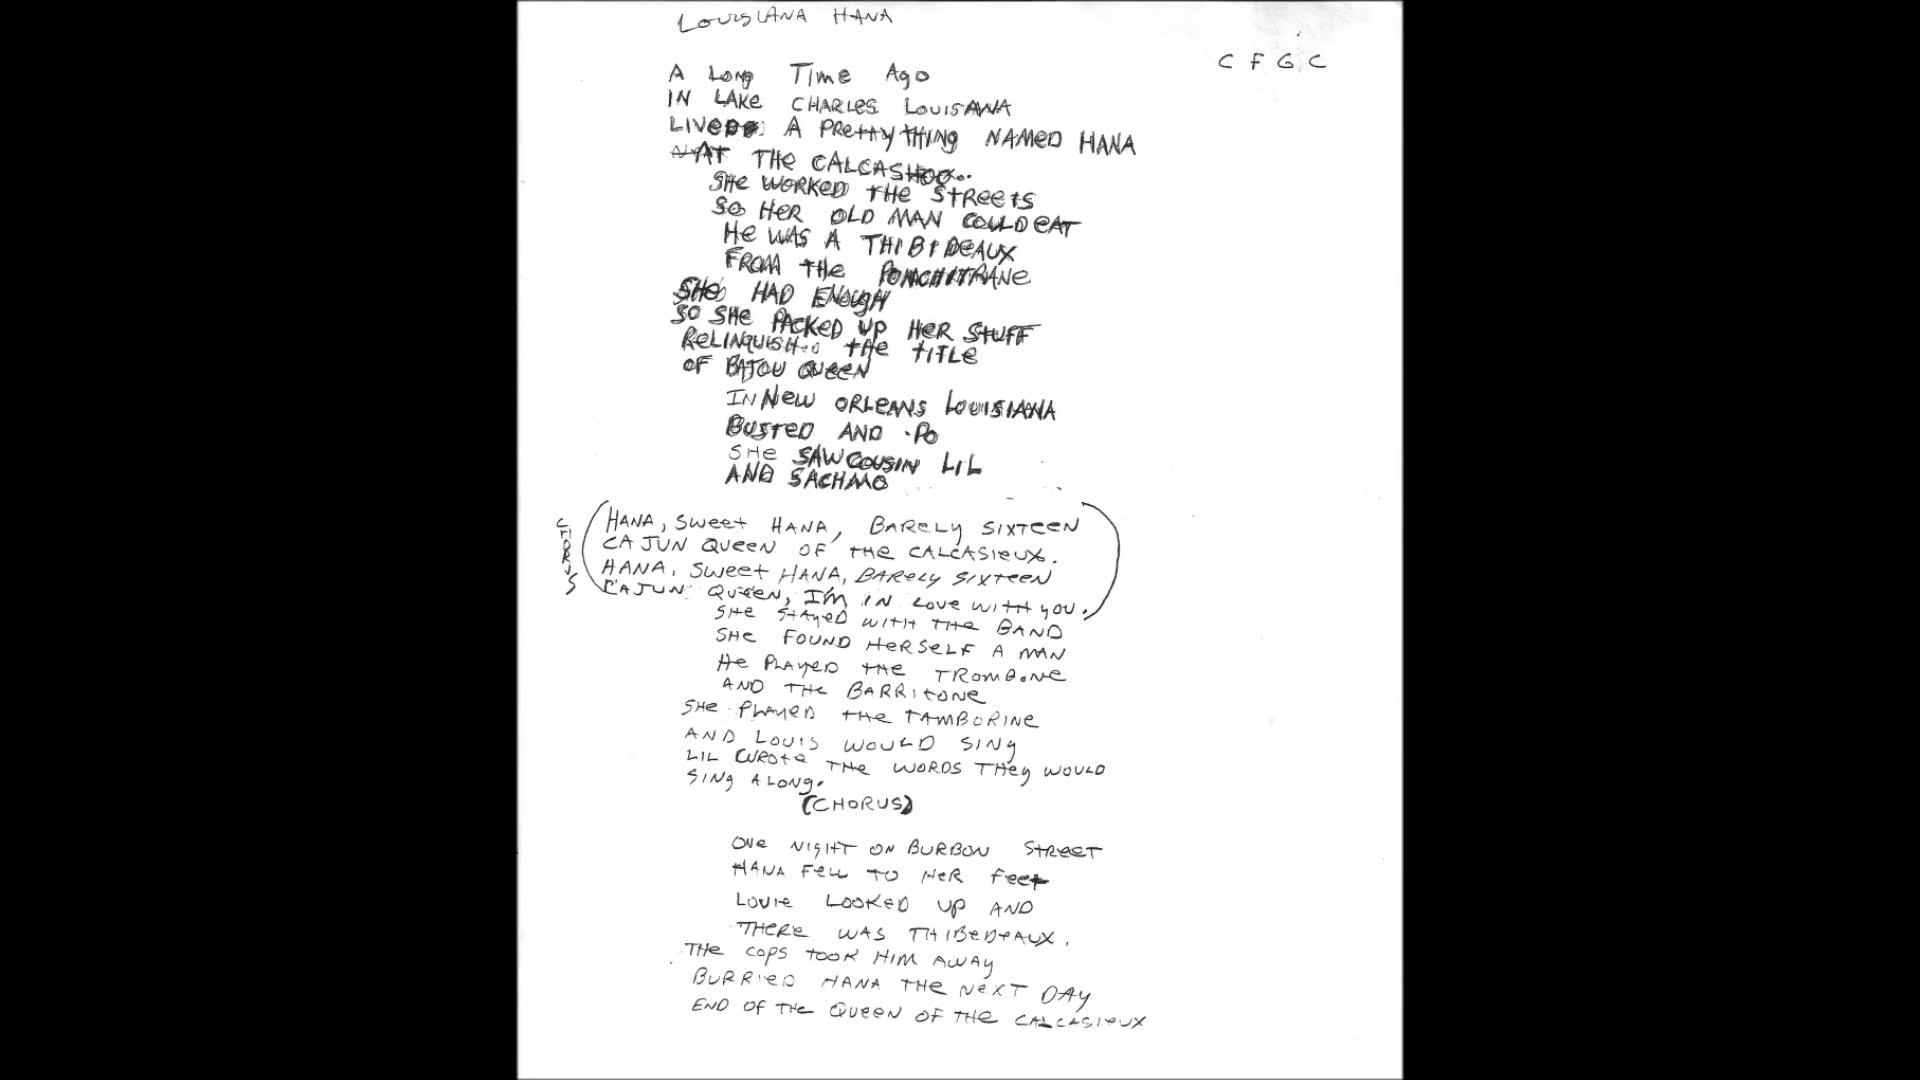 LOUISIANA HANA
C F G C
A LONG TIME AGO
IN LAKE CHARLES LOUISANA
LIVED A PRETTY THING NAMED HANA
AT THE CALCASHOO..
SHE WORKED THE STREETS
SO HER OLD MAN COULD EAT
HE WAS A THIBIDEAUX
FROM THE PONCHITRANE
SHE HAD ENOUGH
SO SHE PACKED UP HER STUFF
RELINQUISHED THE TITLE
OF BAJOU QUEEN
IN NEW ORLEANS LOUISIANA
BUSTED AND PO
SHE SAW COUSIN LIL
AND SACHMO
CHORUS
HANA, SWEET HANA, BARELY SIXTEEN
CAJUN QUEEN OF THE CALCASIEUX.
HANA, SWEET HANA, BARELY SIXTEEN
CAJUN QUEEN, I'M IN LOVE WITH YOU.
SHE STAYED WITH THE BAND
SHE FOUND HERSELF A MAN
HE PLAYED THE TROMBONE
AND THE BARRITONE
SHE PLAYED THE TAMBORINE
AND LOUIS WOULD SING
LIL WROTE THE WORDS THEY WOULD
SING ALONG.
(CHORUS)
ONE NIGHT ON BURBON STREET
HANA FELL TO HER FEET
LOUIE LOOKED UP AND
THERE WAS THIBEDEAUX.
THE COPS TOOK HIM AWAY
BURRIED HANA THE NEXT DAY
END OF THE QUEEN OF THE CALCASIEUX